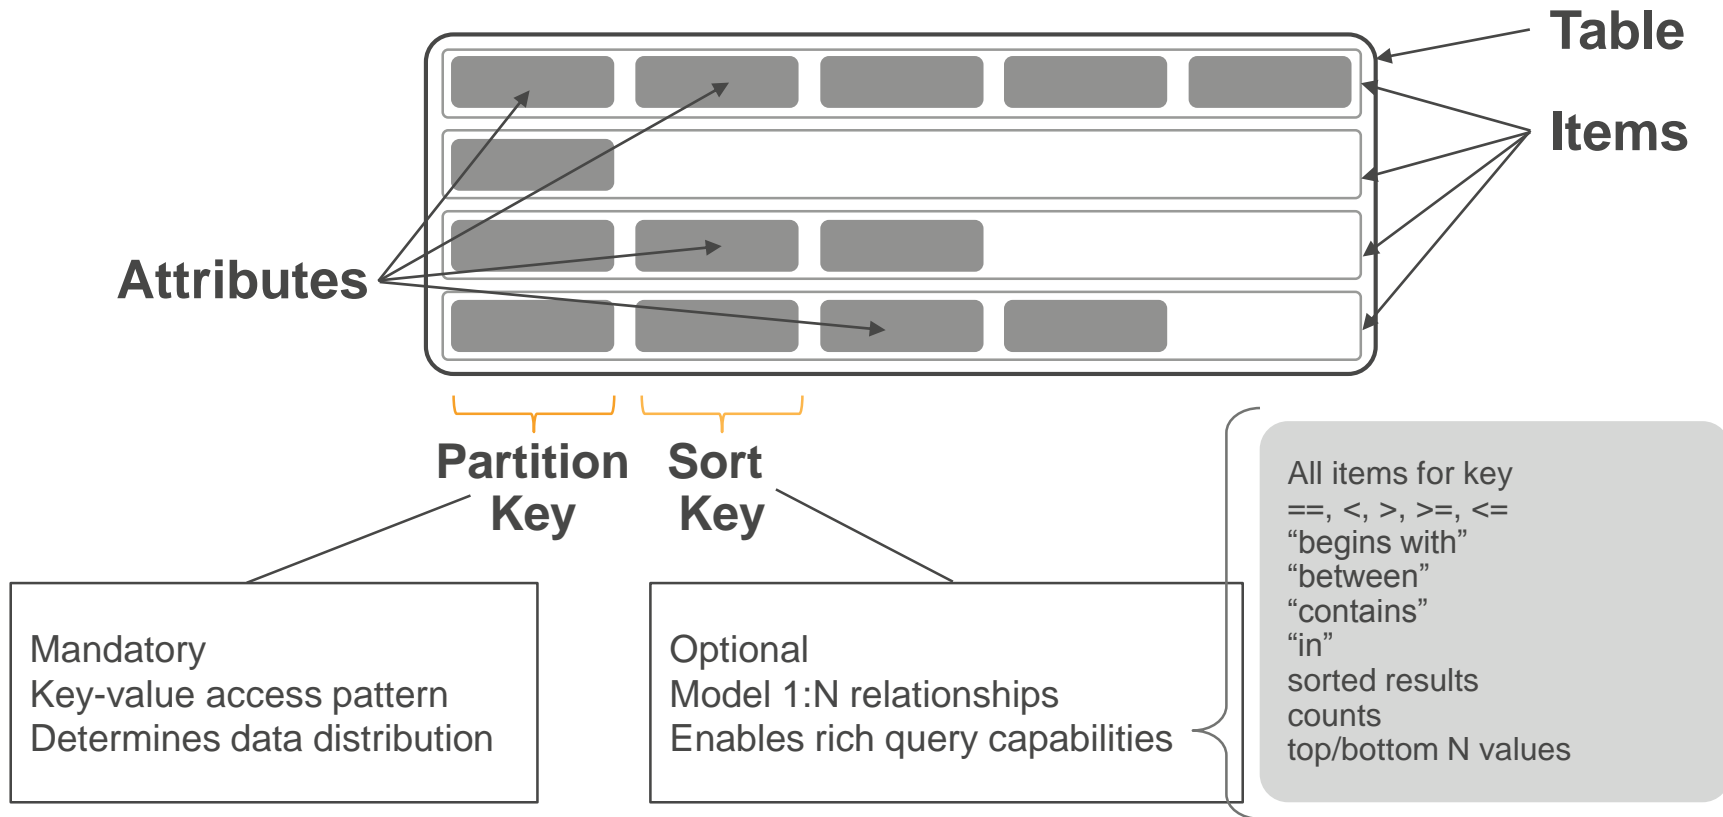 Table
Items
Attributes
Partition
Key
Sort
Key
Mandatory
Key-value access pattern
Determines data distribution
Optional
Model 1:N relationships
Enables rich query capabilities
All items for key
==, <, >, >=, <=
“begins with”
“between”
“contains”
“in”
sorted results
counts
top/bottom N values